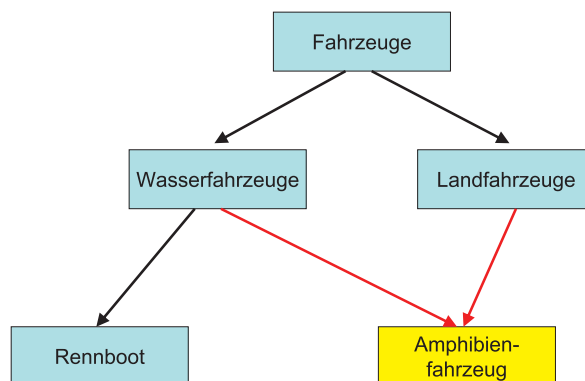 Fahrzeuge
Wasserfahrzeuge
Landfahrzeuge
Rennboot
Amphibien-
fahrzeug